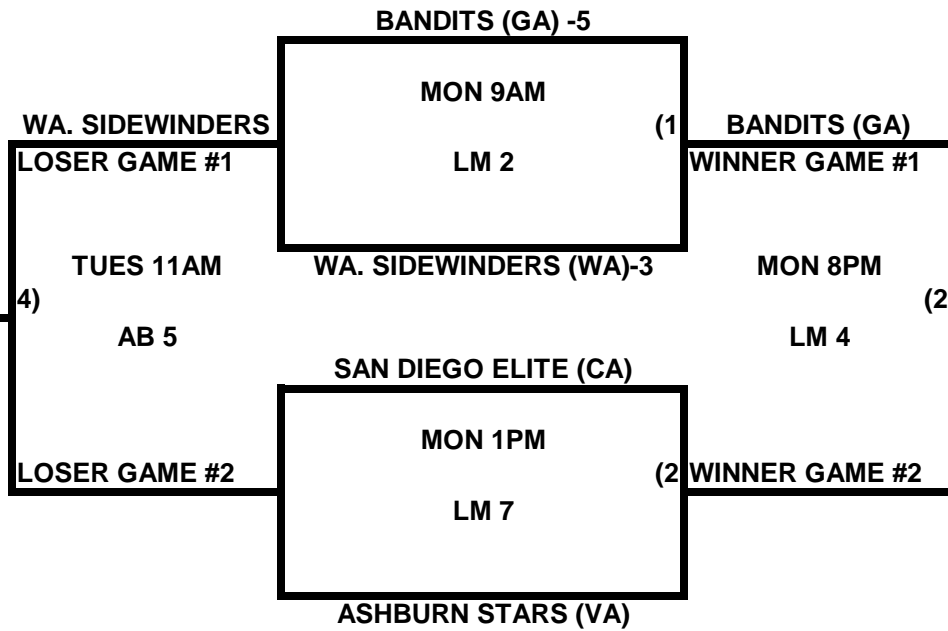 BANDITS (GA) -5
MON 9AM
WA. SIDEWINDERS
(1
BANDITS (GA)
LOSER GAME #1
LM 2
WINNER GAME #1
TUES 11AM
WA. SIDEWINDERS (WA)-3
MON 8PM
4)
(2
AB 5
LM 4
SAN DIEGO ELITE (CA)
MON 1PM
LOSER GAME #2
(2
WINNER GAME #2
LM 7
ASHBURN STARS (VA)